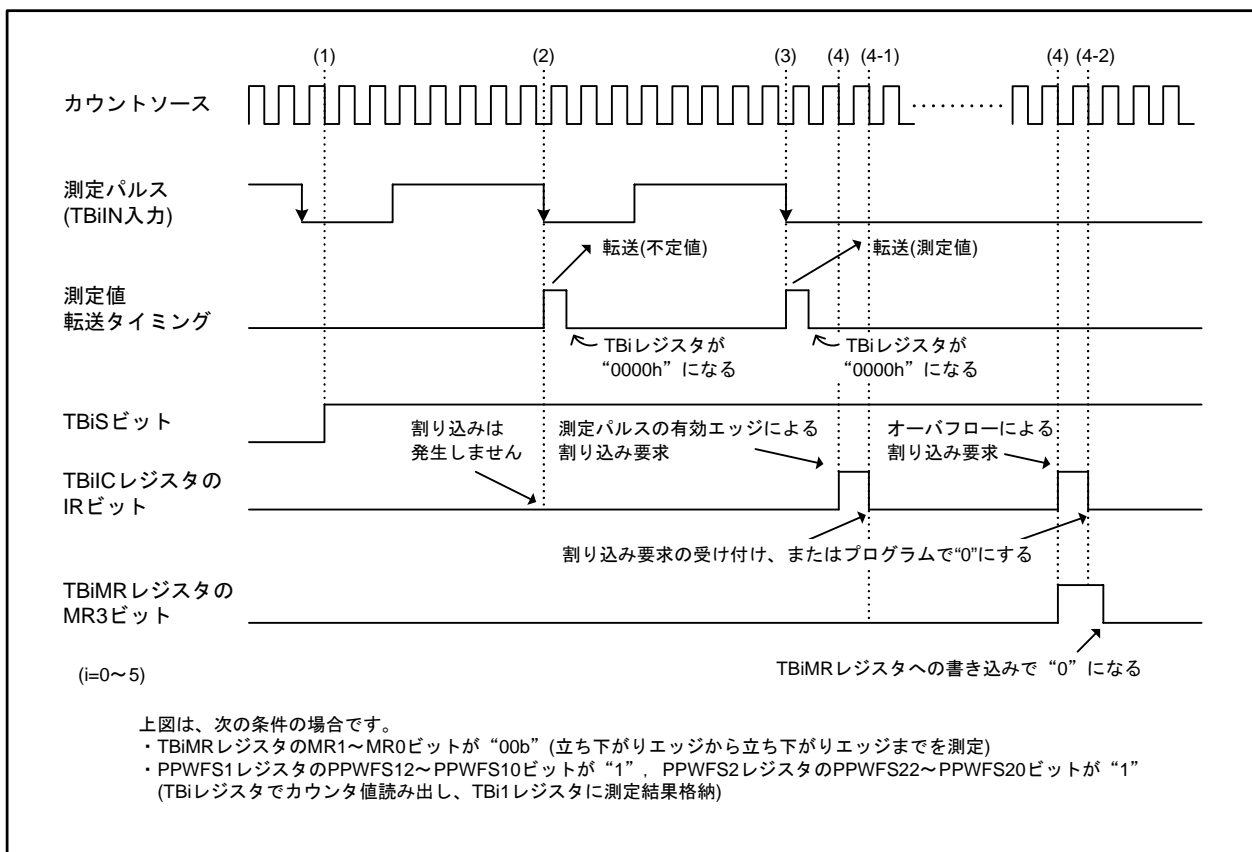 (1) (2) (3) (4) (4-1) (4) (4-2)
カウントソース
測定パルス
(TBiIN入力)
転送(不定値) 転送(測定値)
測定値
転送タイミング
TBiレジスタが
“0000h”になる
TBiレジスタが
“0000h”になる
TBiSビット
割り込みは
発生しません
測定パルスの有効エッジによる
割り込み要求
オーバフローによる
割り込み要求
TBiICレジスタの
IRビット
割り込み要求の受け付け、またはプログラムで“0”にする
TBiMRレジスタの
MR3ビット
TBiMRレジスタへの書き込みで“0”になる
(i=0～5)
上図は、次の条件の場合です。
・TBiMRレジスタのMR1～MR0ビットが“00b”(立ち下がりエッジから立ち下がりエッジまでを測定)
・PPWFS1レジスタのPPWFS12～PPWFS10ビットが“1”, PPWFS2レジスタのPPWFS22～PPWFS20ビットが“1”
(TBiレジスタでカウンタ値読み出し、TBi1レジスタに測定結果格納)